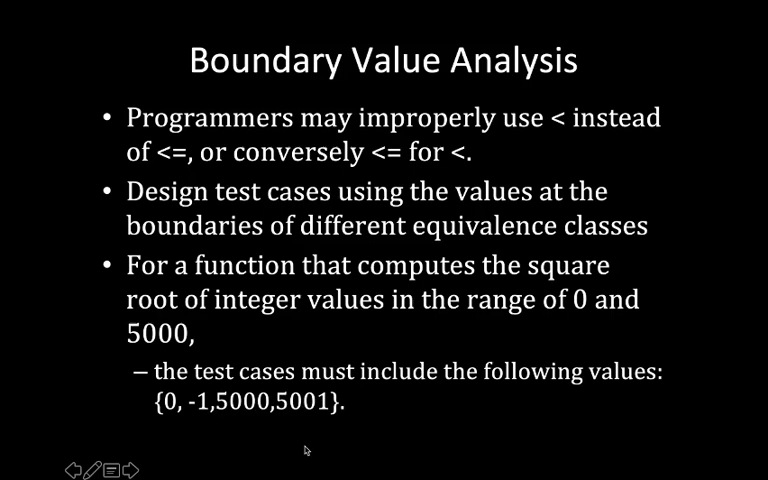 Boundary Value Analysis
• Programmers may improperly use < instead
of <=, or conversely <= for <.
• Design test cases using the values at the
boundaries of different equivalence classes
• For a function that computes the square
root of integer values in the range of 0 and
5000,
– the test cases must include the following values:
{0, -1,5000,5001}.